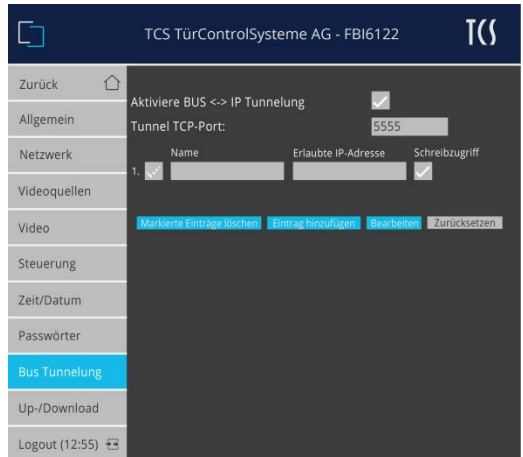 TCS TürControlSysteme AG - FBI6122
TCS
Zurück
Allgemein
Netzwerk
Videoquellen
Video
Steuerung
Zeit/Datum
Passwörter
Bus Tunnelung
Up-/Download
Logout (12:55)
Aktiviere BUS <-> IP Tunnelung
Tunnel TCP-Port: 5555
Name Erlaubte IP-Adresse Schreibzugriff
1.
Markierte Einträge löschen Eintrag hinzufügen Bearbeiten Zurücksetzen